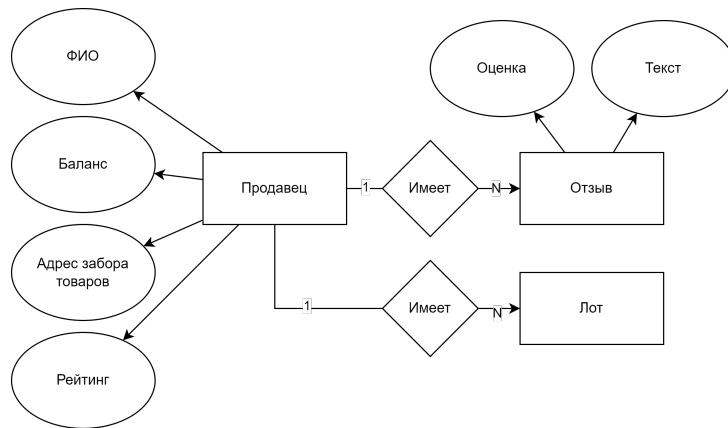 ФИО
Оценка
Текст
Баланс
Продавец
1
Имеет
N
Отзыв
Адрес забора
товаров
1
Имеет
N
Лот
Рейтинг